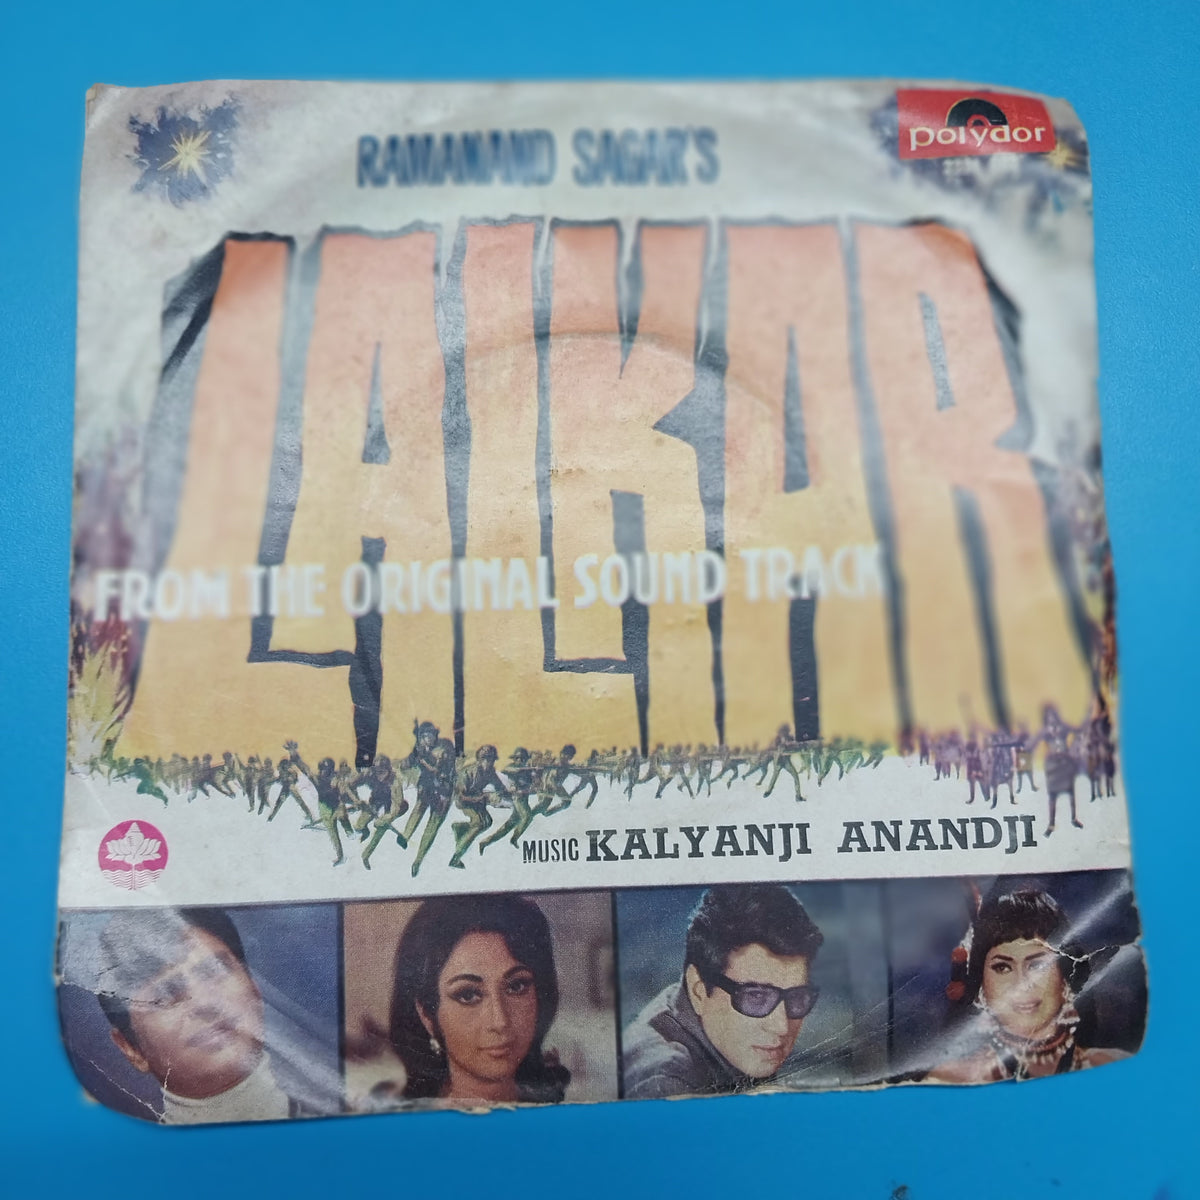 polydor
RAMANAND SAGAR'S
LALKAR
FROM THE ORIGINAL SOUND TRACK
MUSIC KALYANJI ANANDJI